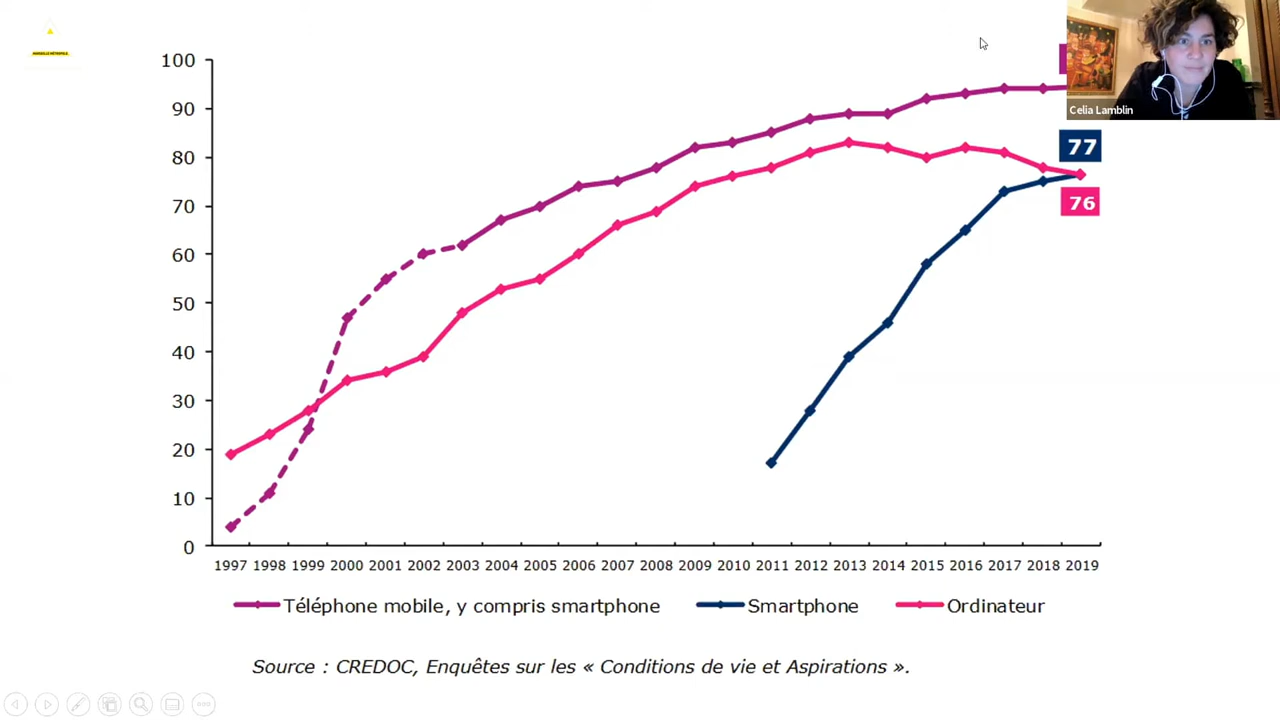 MARSEILLE MÉTROPOLE
Celia Lamblin
100
90
80
70
60
50
40
30
20
10
0
77
76
1997 1998 1999 2000 2001 2002 2003 2004 2005 2006 2007 2008 2009 2010 2011 2012 2013 2014 2015 2016 2017 2018 2019
Téléphone mobile, y compris smartphone Smartphone Ordinateur
Source : CREDOC, Enquêtes sur les « Conditions de vie et Aspirations ».